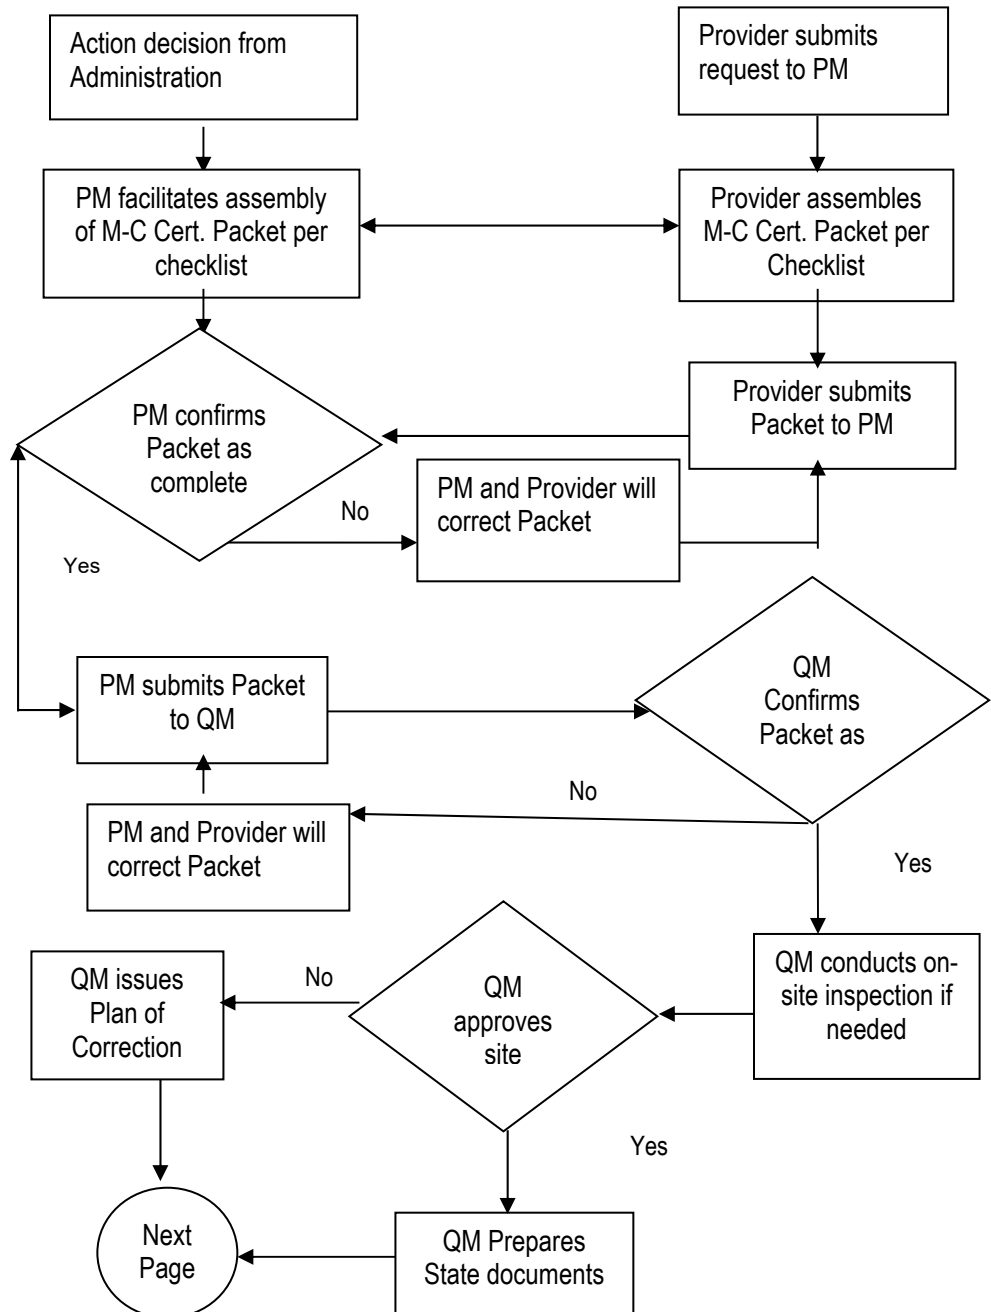 Action decision from
Administration
Provider submits
request to PM
PM facilitates assembly
of M-C Cert. Packet per
checklist
Provider assembles
M-C Cert. Packet per
Checklist
PM confirms
Packet as
complete
Provider submits
Packet to PM
No
PM and Provider will
correct Packet
Yes
PM submits Packet
to QM
QM
Confirms
Packet as
No
PM and Provider will
correct Packet
Yes
QM issues
Plan of
Correction
No
QM
approves
site
QM conducts on-
site inspection if
needed
Yes
Next
Page
QM Prepares
State documents